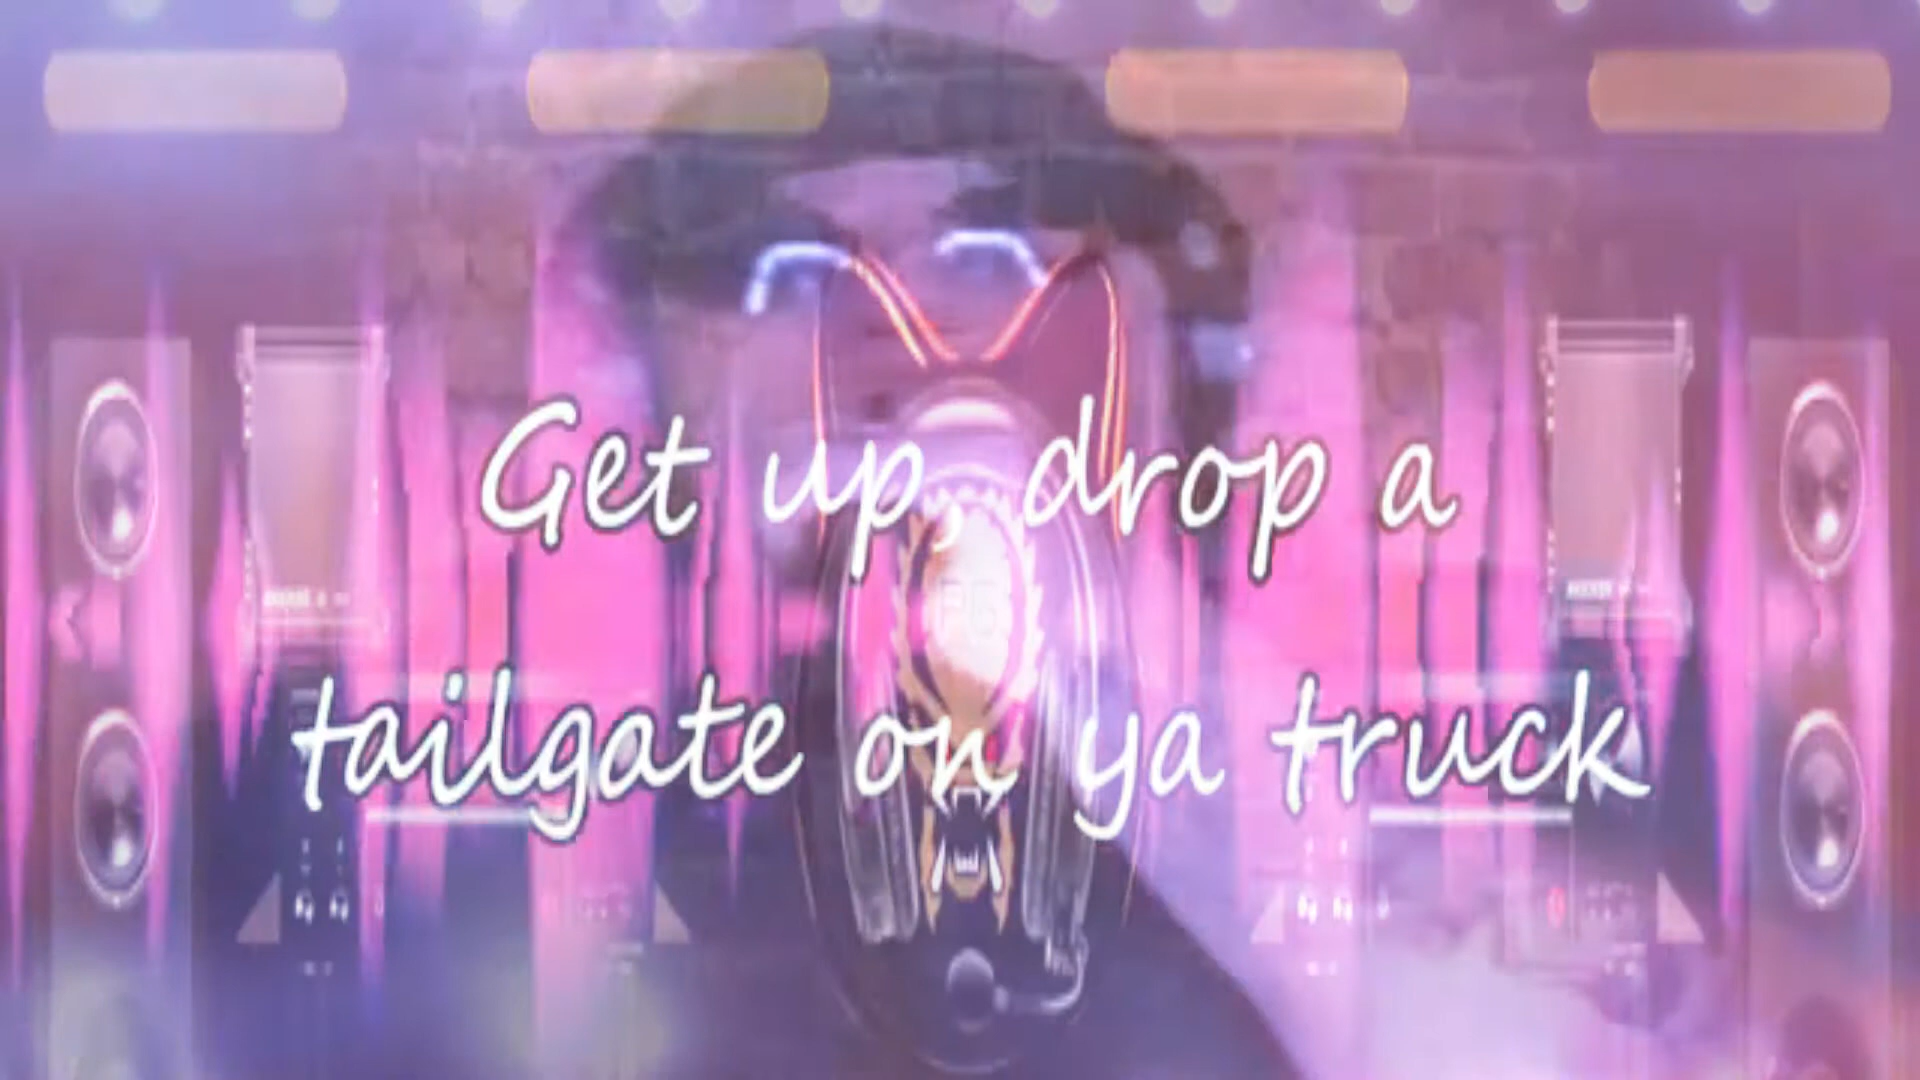 Get up, drop a
tailgate on ya truck